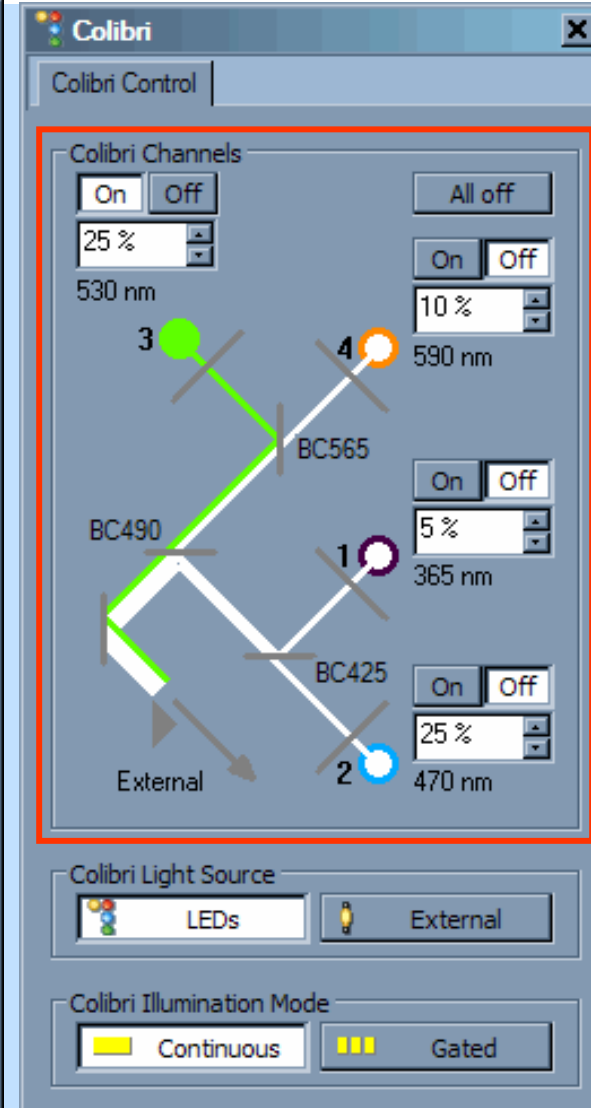 Colibri
Colibri Control
Colibri Channels
On Off
All off
25 %
530 nm
On Off
10 %
590 nm
3
4
BC565
On Off
5 %
365 nm
BC490
1
BC425
On Off
25 %
470 nm
External
2
Colibri Light Source
LEDs External
Colibri Illumination Mode
Continuous Gated